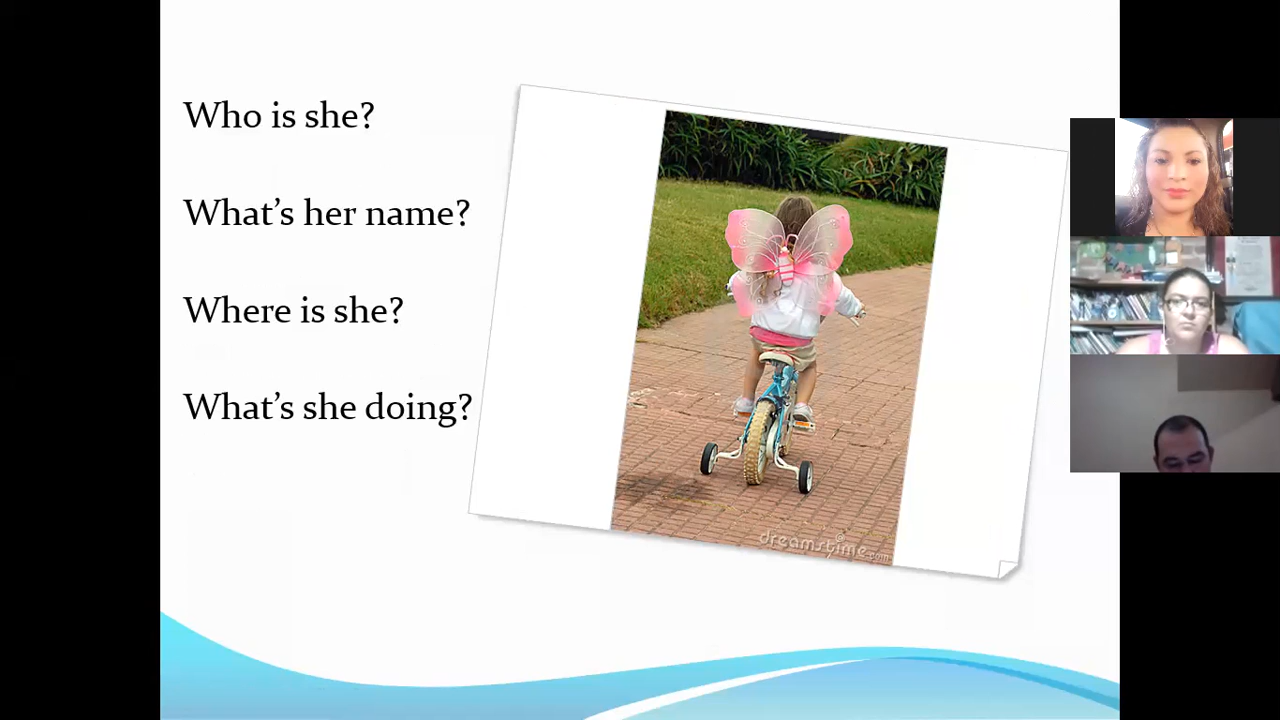 Who is she?
What's her name?
Where is she?
What's she doing?
dreamstime.com